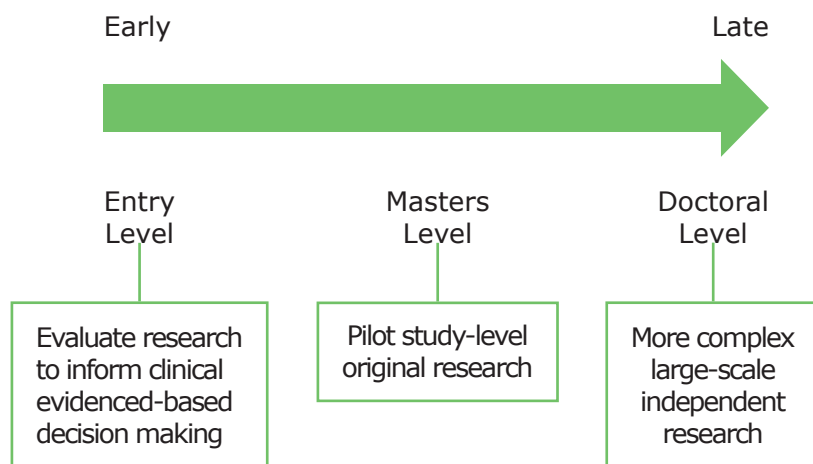 Early
Late
Entry
Level
Masters
Level
Doctoral
Level
Evaluate research
to inform clinical
evidenced-based
decision making
Pilot study-level
original research
More complex
large-scale
independent
research